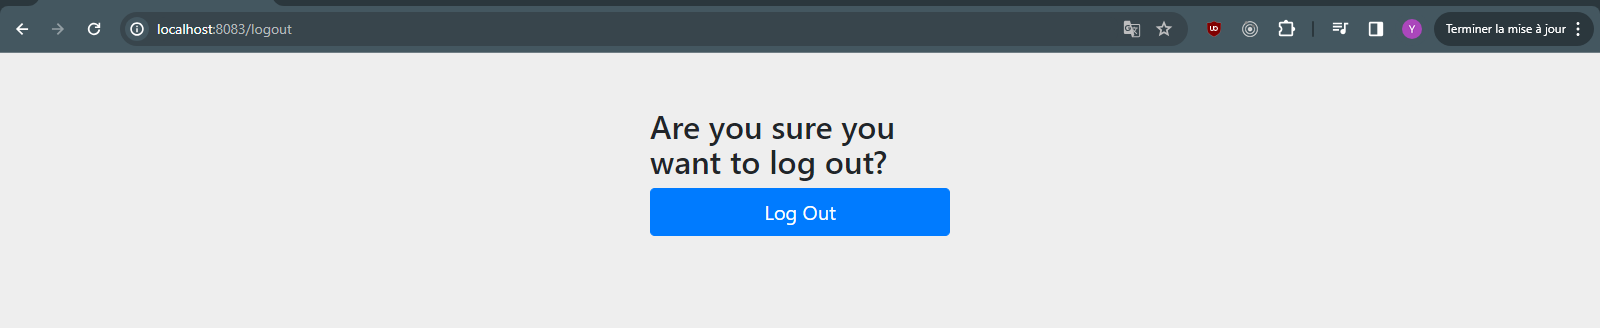 localhost:8083/logout
Y
Terminer la mise à jour
Are you sure you
want to log out?
Log Out